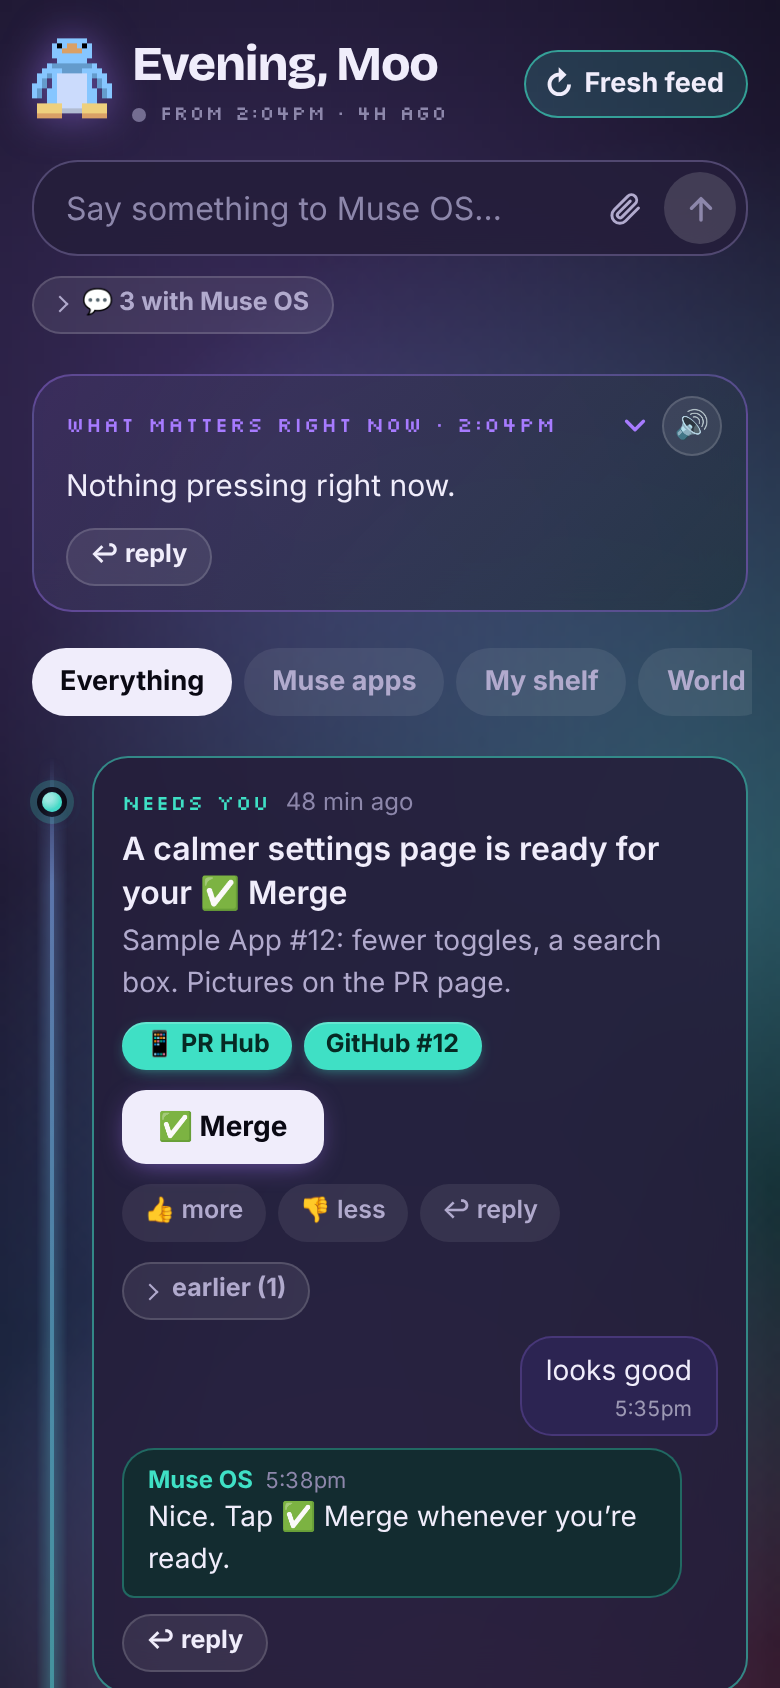 Evening, Moo
FROM 2:04PM · 4H AGO
Fresh feed
Say something to Muse OS...
3 with Muse OS
WHAT MATTERS RIGHT NOW · 2:04PM
Nothing pressing right now.
↩ reply
Everything
Muse apps
My shelf
World
NEEDS YOU 48 min ago
A calmer settings page is ready for
your ✅ Merge
Sample App #12: fewer toggles, a search
box. Pictures on the PR page.
📱 PR Hub
GitHub #12
✅ Merge
👍 more
👎 less
↩ reply
earlier (1)
looks good
5:35pm
Muse OS 5:38pm
Nice. Tap ✅ Merge whenever you’re
ready.
↩ reply